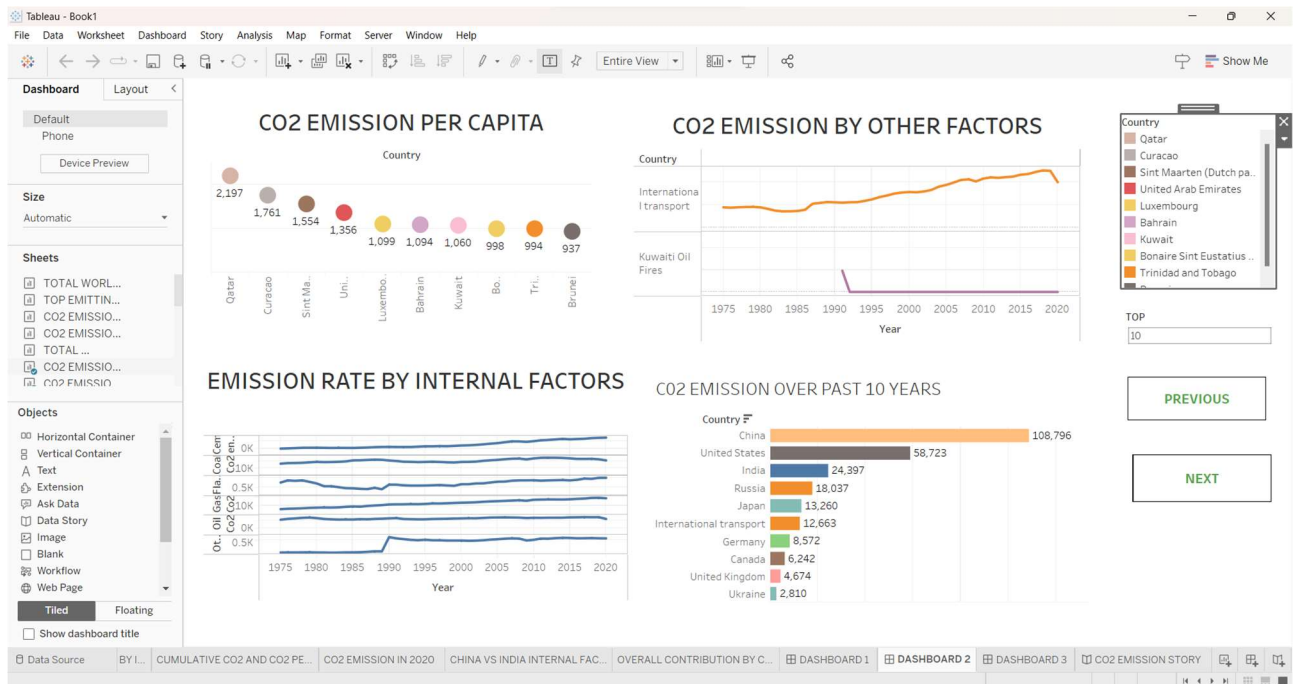 Tableau - Book1
File Data Worksheet Dashboard Story Analysis Map Format Server Window Help
Entire View
Show Me
Dashboard Layout
Default
Phone
Device Preview
Size
Automatic
Sheets
TOTAL WORL...
TOP EMITTIN...
CO2 EMISSIO...
CO2 EMISSIO...
TOTAL ...
CO2 EMISSIO...
CO2 EMISSIO
Objects
Horizontal Container
Vertical Container
Text
Extension
Ask Data
Data Story
Image
Blank
Workflow
Web Page
Tiled Floating
Show dashboard title
CO2 EMISSION PER CAPITA
Country
2,197
1,761
1,554
1,356
1,099
1,094
1,060
998
994
937
Qatar
Curacao
Sint Ma..
Uni..
Luxembo..
Bahrain
Kuwait
Bo..
Tri..
Brunei
CO2 EMISSION BY OTHER FACTORS
Country
Internationa
l transport
Kuwaiti Oil
Fires
1975 1980 1985 1990 1995 2000 2005 2010 2015 2020
Year
EMISSION RATE BY INTERNAL FACTORS
Cem
en..
0K
Coal
Co2
10K
Fla..
0.5K
Gas
Co2
10K
Oil
Co2
0K
Ot..
0.5K
1975 1980 1985 1990 1995 2000 2005 2010 2015 2020
Year
C02 EMISSION OVER PAST 10 YEARS
Country
China 108,796
United States 58,723
India 24,397
Russia 18,037
Japan 13,260
International transport 12,663
Germany 8,572
Canada 6,242
United Kingdom 4,674
Ukraine 2,810
Country
Qatar
Curacao
Sint Maarten (Dutch pa..
United Arab Emirates
Luxembourg
Bahrain
Kuwait
Bonaire Sint Eustatius ..
Trinidad and Tobago
TOP
10
PREVIOUS
NEXT
Data Source BY I... CUMULATIVE CO2 AND CO2 PE... CO2 EMISSION IN 2020 CHINA VS INDIA INTERNAL FAC... OVERALL CONTRIBUTION BY C... DASHBOARD 1 DASHBOARD 2 DASHBOARD 3 CO2 EMISSION STORY